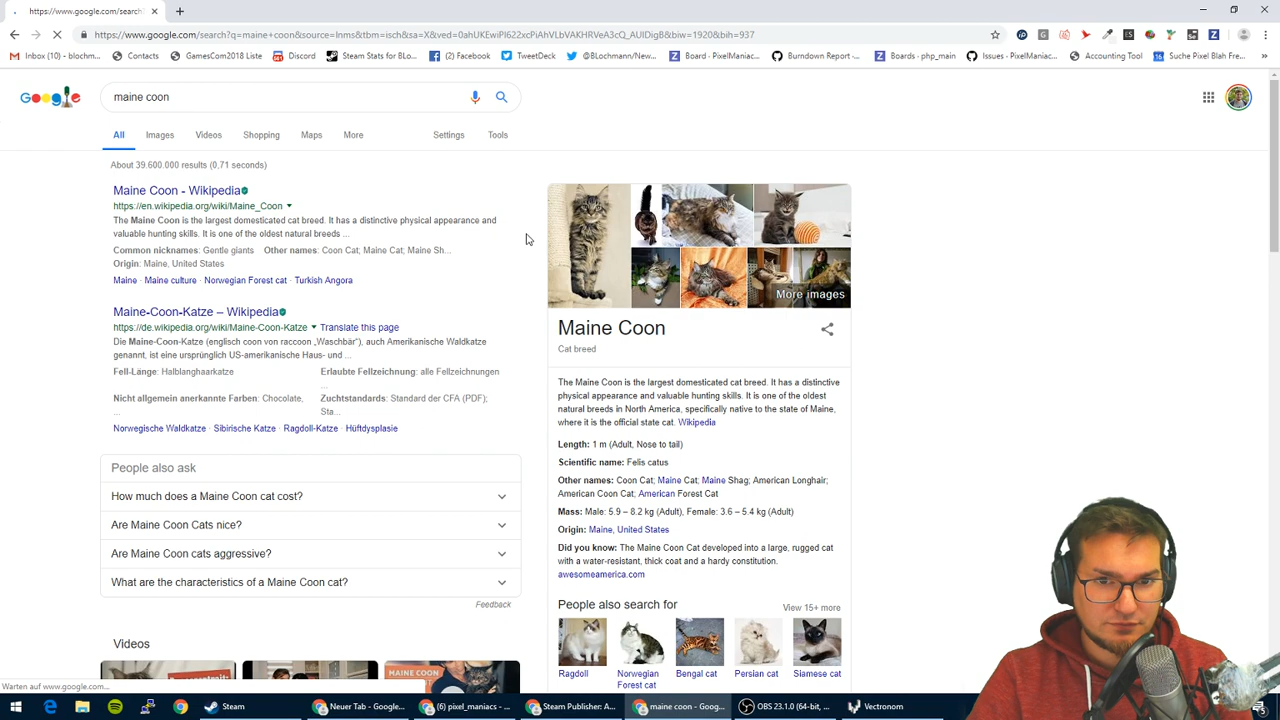 https://www.google.com/search?
https://www.google.com/search?q=maine+coon&source=lnms&tbm=isch&sa=X&ved=0ahUKEwiPl622xcPiAhVLbVAKHRVeA3cQ_AUIDigB&biw=1920&bih=937
Inbox (10) - blochm...
Contacts
GamesCom2018 Liste
Discord
Steam Stats for BLo...
(2) Facebook
TweetDeck
BLochmann/New...
Board - PixelManiac...
Burndown Report -...
Boards - php_main
Issues - PixelManiac...
Accounting Tool
Suche Pixel Blah Fre...
Google
maine coon
All
Images
Videos
Shopping
Maps
More
Settings
Tools
About 39.600.000 results (0,71 seconds)
Maine Coon - Wikipedia
https://en.wikipedia.org/wiki/Maine_Coon
The Maine Coon is the largest domesticated cat breed. It has a distinctive physical appearance and
valuable hunting skills. It is one of the oldest natural breeds ...
Common nicknames: Gentle giants Other names: Coon Cat; Maine Cat; Maine Sh...
Origin: Maine, United States
Maine · Maine culture · Norwegian Forest cat · Turkish Angora
Maine-Coon-Katze – Wikipedia
https://de.wikipedia.org/wiki/Maine-Coon-Katze Translate this page
Die Maine-Coon-Katze (englisch coon von raccoon „Waschbär“), auch Amerikanische Waldkatze
genannt, ist eine ursprünglich US-amerikanische Haus- und ...
Fell-Länge: Halblanghaarkatze
Erlaubte Fellzeichnung: alle Fellzeichnungen
...
Nicht allgemein anerkannte Farben: Chocolate,
...
Zuchtstandards: Standard der CFA (PDF);
Sta...
Norwegische Waldkatze · Sibirische Katze · Ragdoll-Katze · Hüftdysplasie
People also ask
How much does a Maine Coon cat cost?
Are Maine Coon Cats nice?
Are Maine Coon cats aggressive?
What are the characteristics of a Maine Coon cat?
Feedback
Videos
MAINE COON
More images
Maine Coon
Cat breed
The Maine Coon is the largest domesticated cat breed. It has a distinctive
physical appearance and valuable hunting skills. It is one of the oldest
natural breeds in North America, specifically native to the state of Maine,
where it is the official state cat. Wikipedia
Length: 1 m (Adult, Nose to tail)
Scientific name: Felis catus
Other names: Coon Cat; Maine Cat; Maine Shag; American Longhair;
American Coon Cat; American Forest Cat
Mass: Male: 5.9 – 8.2 kg (Adult), Female: 3.6 – 5.4 kg (Adult)
Origin: Maine, United States
Did you know: The Maine Coon Cat developed into a large, rugged cat
with a water-resistant, thick coat and a hardy constitution.
awesomeamerica.com
People also search for
View 15+ more
Ragdoll
Norwegian
Forest cat
Bengal cat
Persian cat
Siamese cat
Warten auf www.google.com...
Steam
Neuer Tab - Google...
(6) pixel_maniacs - ...
Steam Publisher: A...
maine coon - Goog...
OBS 23.1.0 (64-bit, ...
Vectronom